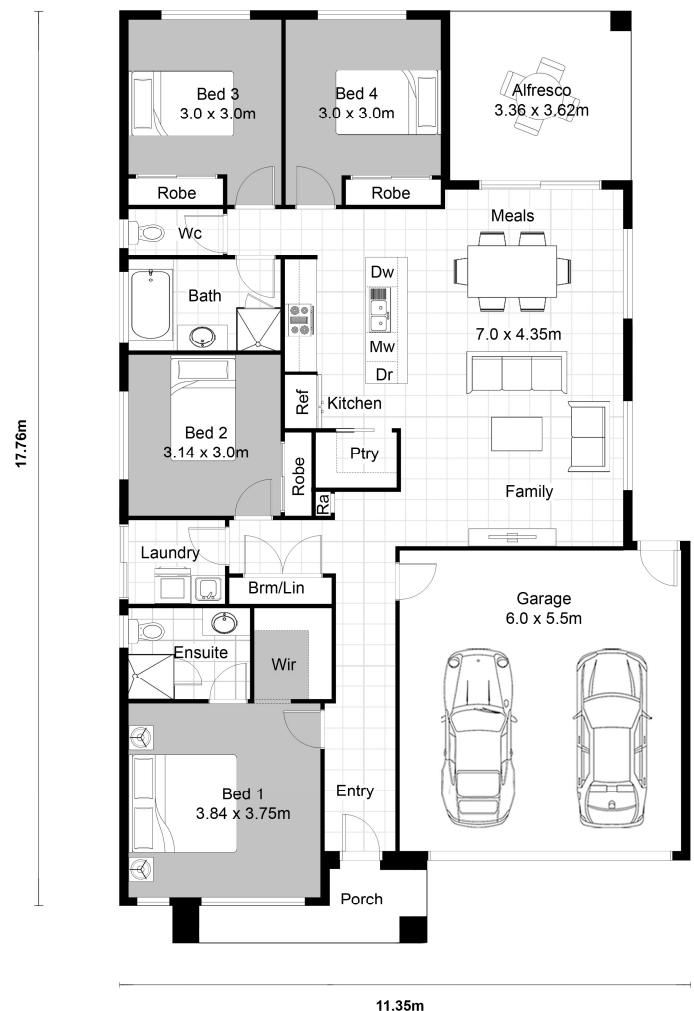 Bed 3
3.0 x 3.0m
Bed 4
3.0 x 3.0m
Alfresco
3.36 x 3.62m
Robe
Robe
Meals
Wc
Dw
Bath
7.0 x 4.35m
Mw
Dr
Ref
Kitchen
Bed 2
3.14 x 3.0m
17.76m
Ptry
Robe
Family
Ra
Laundry
Brm/Lin
Garage
6.0 x 5.5m
Ensuite
Wir
Entry
Bed 1
3.84 x 3.75m
Porch
11.35m